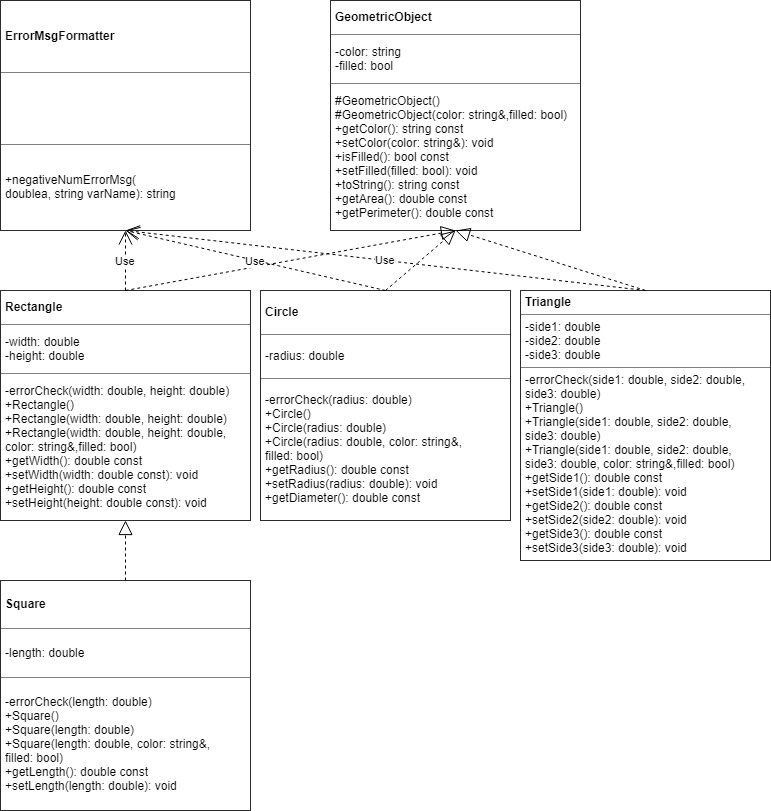 ErrorMsgFormatter
+negativeNumErrorMsg(
doublea, string varName): string
GeometricObject
-color: string
-filled: bool
#GeometricObject()
#GeometricObject(color: string&,filled: bool)
+getColor(): string const
+setColor(color: string&): void
+isFilled(): bool const
+setFilled(filled: bool): void
+toString(): string const
+getArea(): double const
+getPerimeter(): double const
Use
Use
Use
Rectangle
-width: double
-height: double
-errorCheck(width: double, height: double)
+Rectangle()
+Rectangle(width: double, height: double)
+Rectangle(width: double, height: double,
color: string&,filled: bool)
+getWidth(): double const
+setWidth(width: double const): void
+getHeight(): double const
+setHeight(height: double const): void
Circle
-radius: double
-errorCheck(radius: double)
+Circle()
+Circle(radius: double)
+Circle(radius: double, color: string&,
filled: bool)
+getRadius(): double const
+setRadius(radius: double): void
+getDiameter(): double const
Triangle
-side1: double
-side2: double
-side3: double
-errorCheck(side1: double, side2: double,
side3: double)
+Triangle()
+Triangle(side1: double, side2: double,
side3: double)
+Triangle(side1: double, side2: double,
side3: double, color: string&,filled: bool)
+getSide1(): double const
+setSide1(side1: double): void
+getSide2(): double const
+setSide2(side2: double): void
+getSide3(): double const
+setSide3(side3: double): void
Square
-length: double
-errorCheck(length: double)
+Square()
+Square(length: double)
+Square(length: double, color: string&,
filled: bool)
+getLength(): double const
+setLength(length: double): void